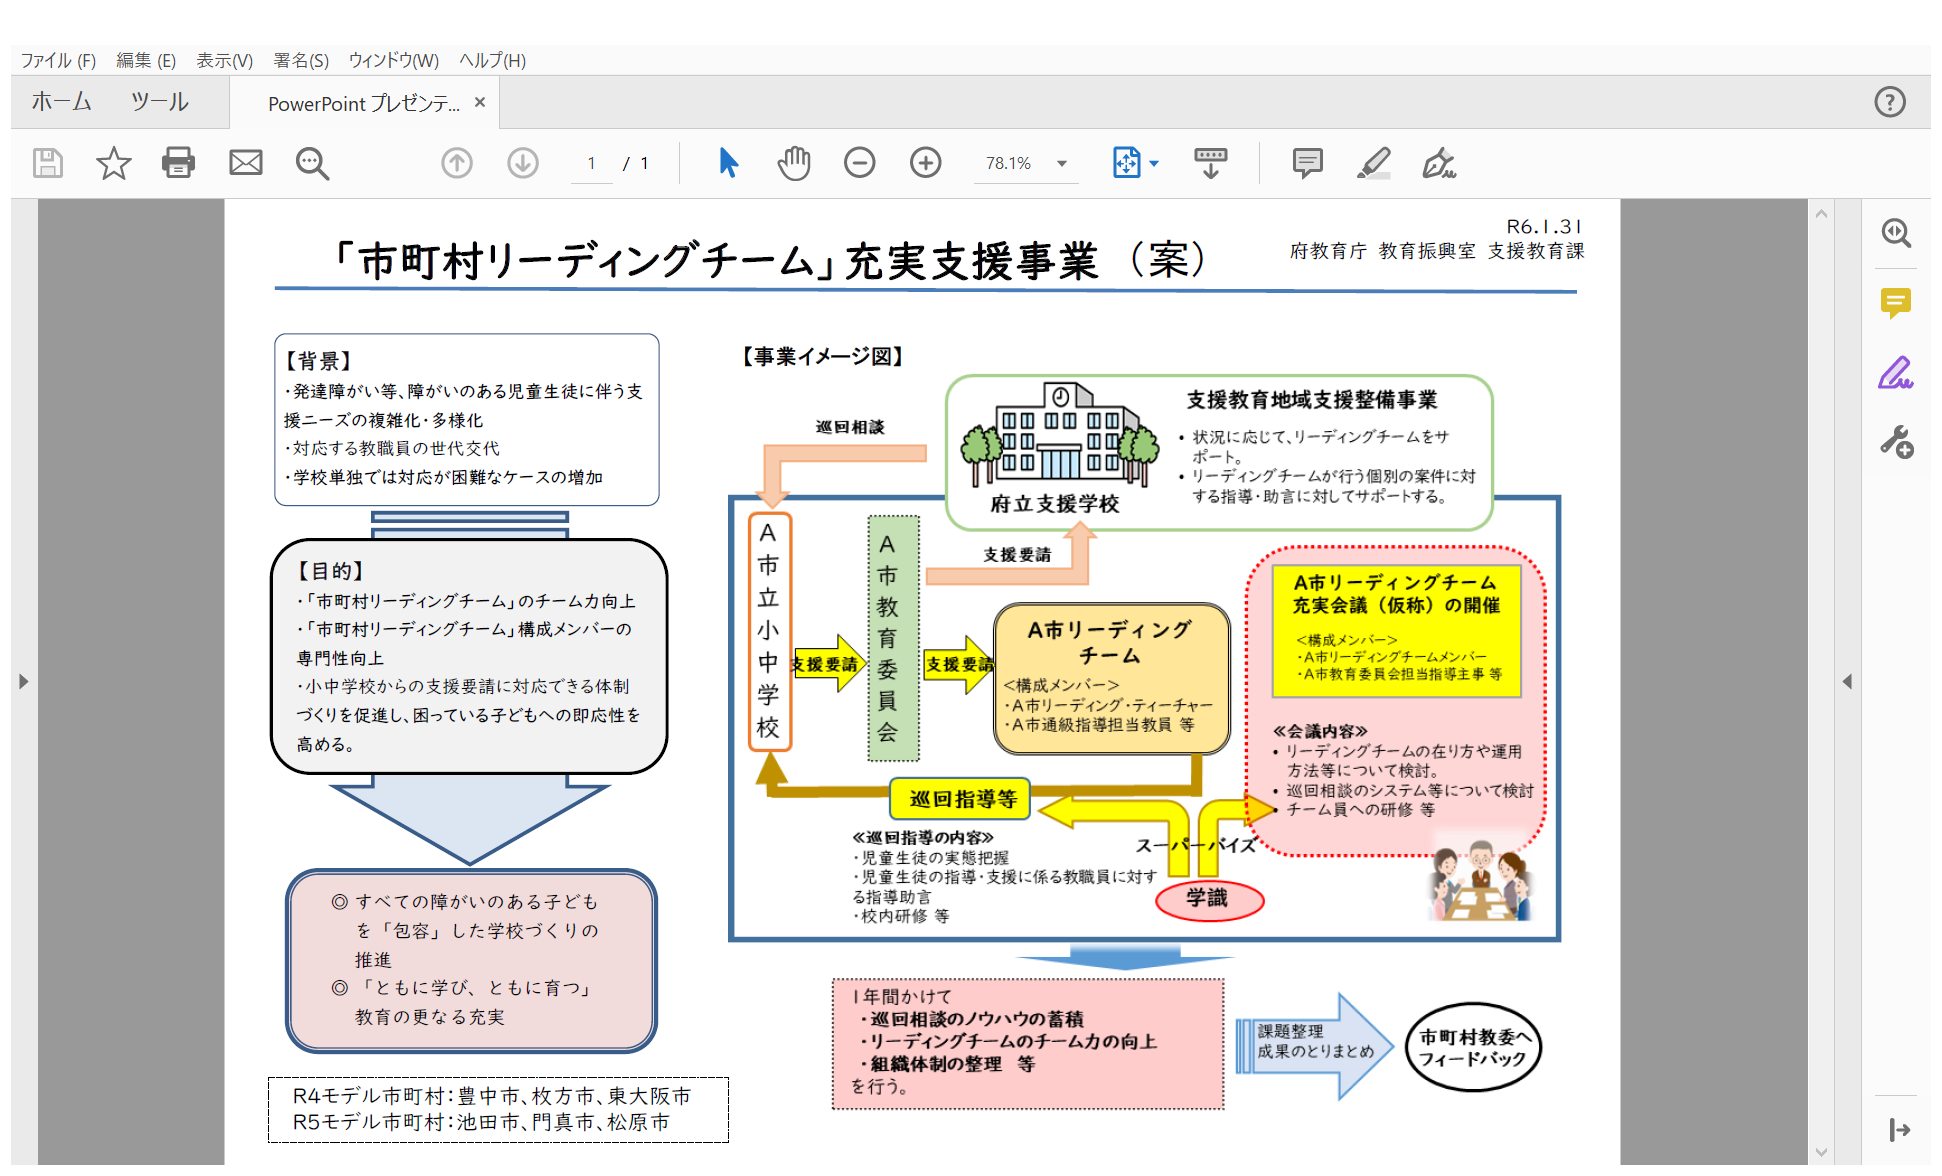 ファイル (F) 編集 (E) 表示(V) 署名(S) ウィンドウ(W) ヘルプ(H)
ホーム ツール PowerPoint プレゼンテ... ×
1 / 1 78.1%
R6.1.31
府教育庁 教育振興室 支援教育課
「市町村リーディングチーム」充実支援事業（案）
【背景】
・発達障がい等、障がいのある児童生徒に伴う支
援ニーズの複雑化・多様化
・対応する教職員の世代交代
・学校単独では対応が困難なケースの増加
【目的】
・「市町村リーディングチーム」のチーム力向上
・「市町村リーディングチーム」構成メンバーの
専門性向上
・小中学校からの支援要請に対応できる体制
づくりを促進し、困っている子どもへの即応性を
高める。
◎ すべての障がいのある子ども
を「包容」した学校づくりの
推進
◎ 「ともに学び、ともに育つ」
教育の更なる充実
R4モデル市町村：豊中市、枚方市、東大阪市
R5モデル市町村：池田市、門真市、松原市
【事業イメージ図】
巡回相談
府立支援学校
支援教育地域支援整備事業
• 状況に応じて、リーディングチームをサ
ポート。
• リーディングチームが行う個別の案件に対
する指導・助言に対してサポートする。
A市立小中学校
支援要請
A市教育委員会
支援要請
支援要請
A市リーディング
チーム
<構成メンバー>
・A市リーディング・ティーチャー
・A市通級指導担当教員 等
A市リーディングチーム
充実会議（仮称）の開催
<構成メンバー>
・A市リーディングチームメンバー
・A市教育委員会担当指導主事 等
≪会議内容≫
• リーディングチームの在り方や運用
方法等について検討。
• 巡回相談のシステム等について検討
• チーム員への研修 等
巡回指導等
≪巡回指導の内容≫
・児童生徒の実態把握
・児童生徒の指導・支援に係る教職員に対す
る指導助言
・校内研修 等
スーパーバイズ
学識
1年間かけて
・巡回相談のノウハウの蓄積
・リーディングチームのチーム力の向上
・組織体制の整理 等
を行う。
課題整理
成果のとりまとめ
市町村教委へ
フィードバック